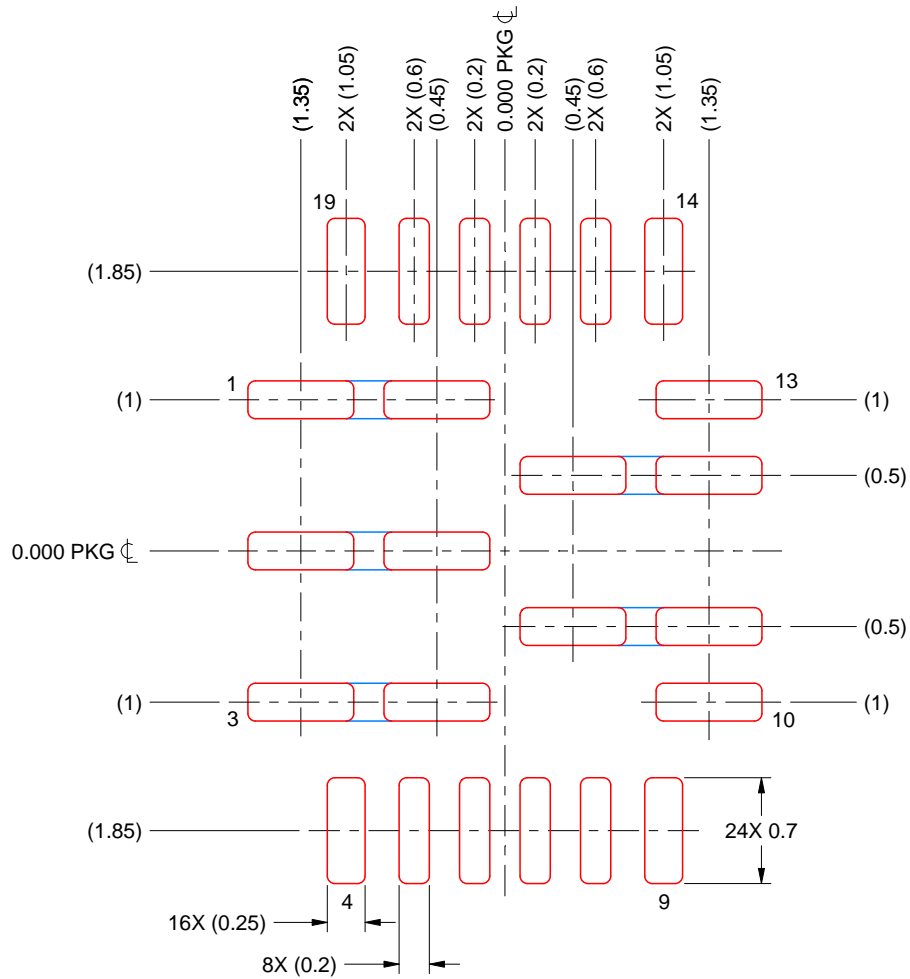 (1.35)
2X (1.05)
2X (0.6)
(0.45)
2X (0.2)
0.000 PKG ℄
2X (0.2)
(0.45)
2X (0.6)
2X (1.05)
(1.35)
19
14
(1.85)
1
13
(1)
(1)
(0.5)
0.000 PKG ℄
(0.5)
(1)
3
10
(1)
(1.85)
24X 0.7
4
9
16X (0.25)
8X (0.2)